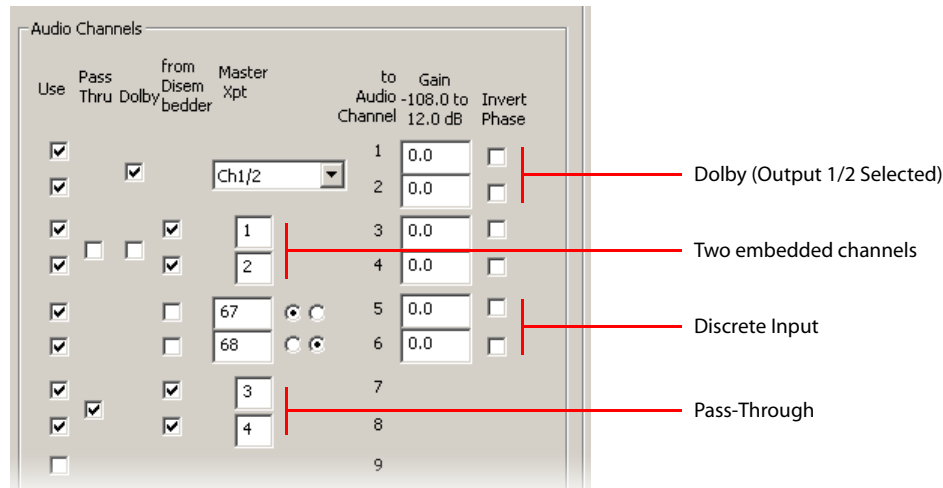 Audio Channels
Use
Pass
Thru
Dolby
from
Disem
bedder
Master
Xpt
to
Audio
Channel
Gain
-108.0 to
12.0 dB
Invert
Phase
Ch1/2
1 0.0
2 0.0
Dolby (Output 1/2 Selected)
1 3 0.0
2 4 0.0
Two embedded channels
67 5 0.0
68 6 0.0
Discrete Input
3 7
4 8
Pass-Through
9